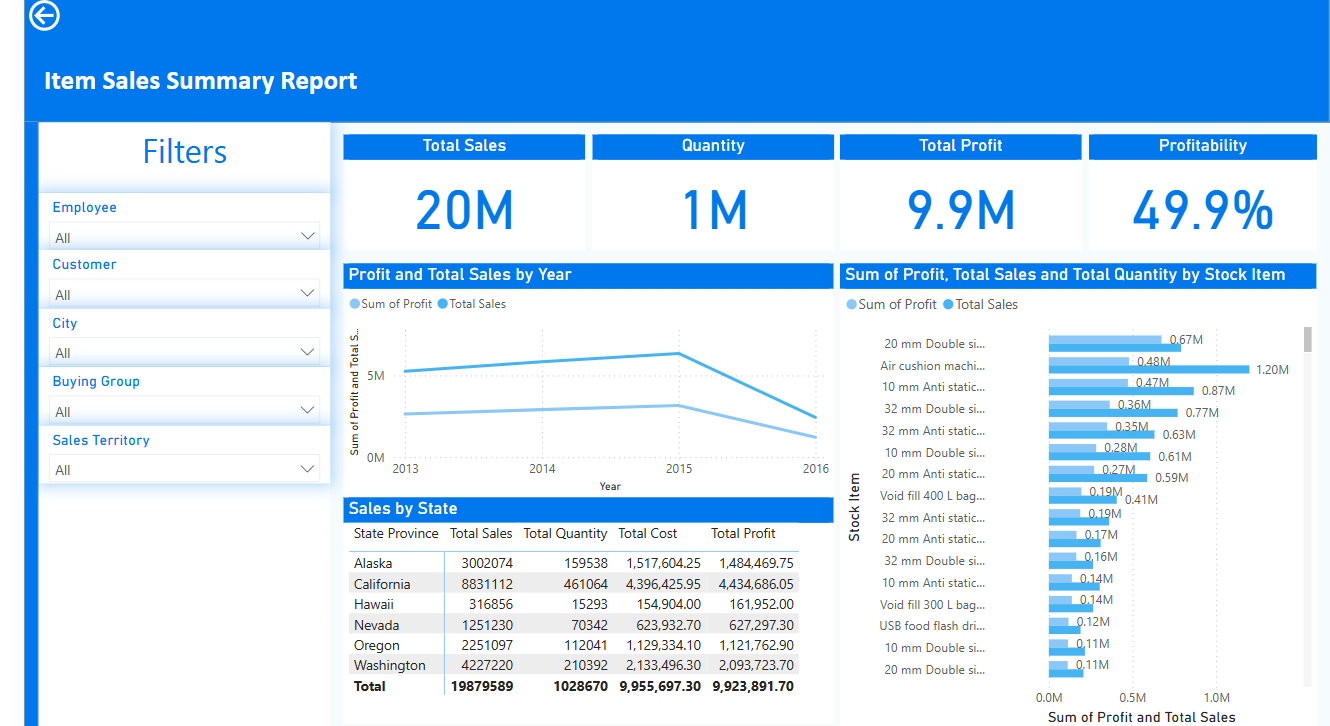 Item Sales Summary Report
Filters
Employee
All
Customer
All
City
All
Buying Group
All
Sales Territory
All
Total Sales
20M
Quantity
1M
Total Profit
9.9M
Profitability
49.9%
Profit and Total Sales by Year
Sum of Profit Total Sales
Sum of Profit and Total S...
5M
0M
2013 2014 2015 2016
Year
Sales by State
State Province Total Sales Total Quantity Total Cost Total Profit
Alaska 3002074 159538 1,517,604.25 1,484,469.75
California 8831112 461064 4,396,425.95 4,434,686.05
Hawaii 316856 15293 154,904.00 161,952.00
Nevada 1251230 70342 623,932.70 627,297.30
Oregon 2251097 112041 1,129,334.10 1,121,762.90
Washington 4227220 210392 2,133,496.30 2,093,723.70
Total 19879589 1028670 9,955,697.30 9,923,891.70
Sum of Profit, Total Sales and Total Quantity by Stock Item
Sum of Profit Total Sales
Stock Item
20 mm Double si... 0.67M
Air cushion machi... 0.48M 1.20M
10 mm Anti static... 0.47M 0.87M
32 mm Double si... 0.36M 0.77M
32 mm Anti static... 0.35M 0.63M
10 mm Double si... 0.28M 0.61M
20 mm Anti static... 0.27M 0.59M
Void fill 400 L bag... 0.19M 0.41M
32 mm Anti static... 0.19M
20 mm Anti static... 0.17M
32 mm Double si... 0.16M
10 mm Anti static... 0.14M
Void fill 300 L bag... 0.14M
USB food flash dri... 0.12M
10 mm Double si... 0.11M
20 mm Double si... 0.11M
0.0M 0.5M 1.0M
Sum of Profit and Total Sales